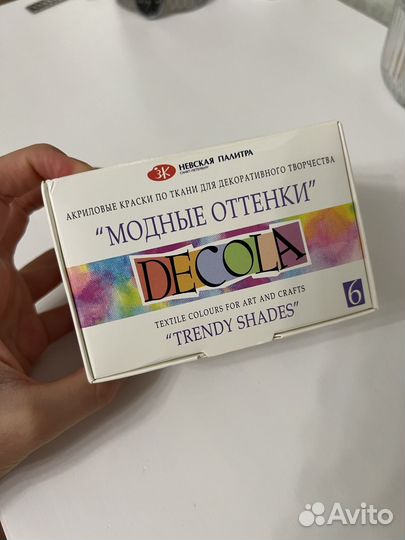 ЗК НЕВСКАЯ ПАЛИТРА
САНКТ-ПЕТЕРБУРГ
АКРИЛОВЫЕ КРАСКИ ПО ТКАНИ ДЛЯ ДЕКОРАТИВНОГО ТВОРЧЕСТВА
"МОДНЫЕ ОТТЕНКИ"
DECOLA
TEXTILE COLOURS FOR ART AND CRAFTS
"TRENDY SHADES"
6
Avito